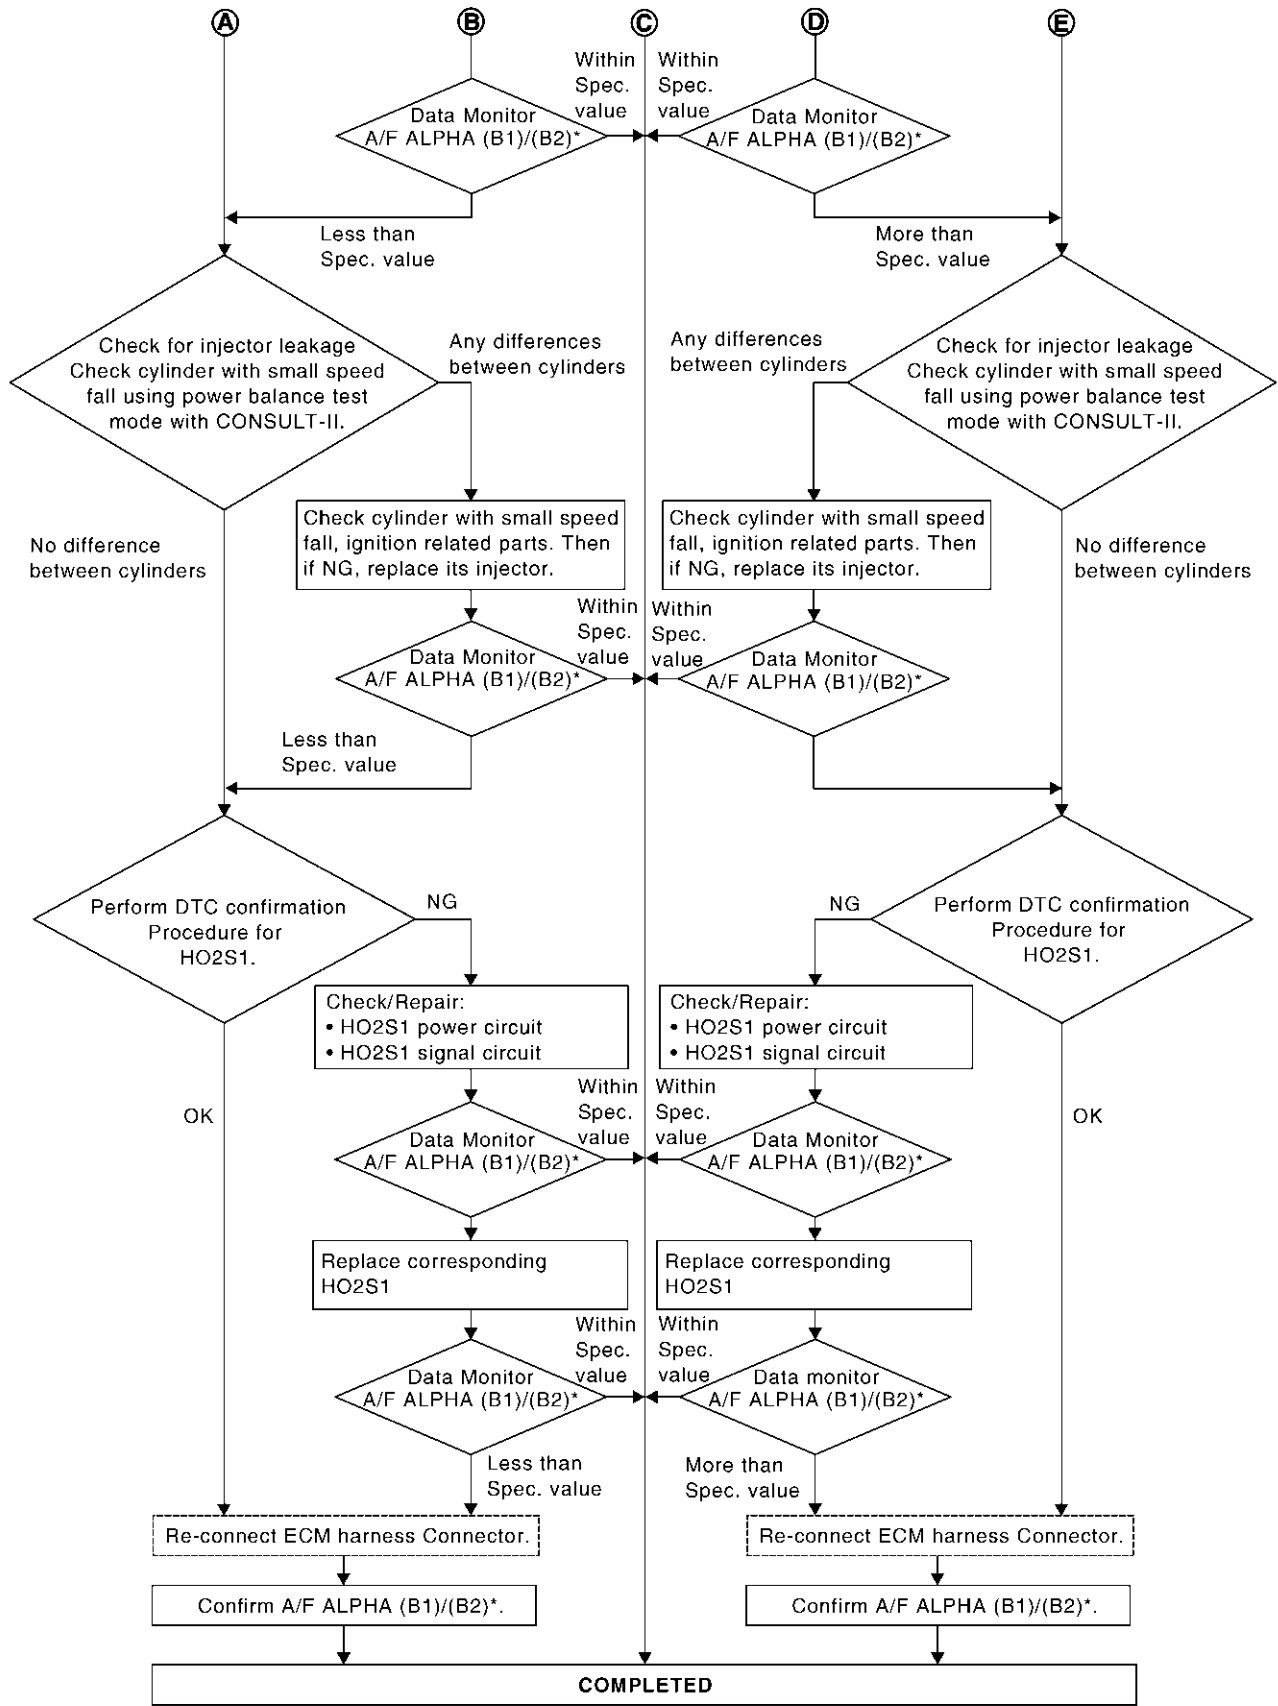 A
B
C
D
E
Within
Spec.
value
Within
Spec.
value
Data Monitor
A/F ALPHA (B1)/(B2)*
Data Monitor
A/F ALPHA (B1)/(B2)*
Less than
Spec. value
More than
Spec. value
Check for injector leakage
Check cylinder with small speed
fall using power balance test
mode with CONSULT-II.
Any differences
between cylinders
Any differences
between cylinders
Check for injector leakage
Check cylinder with small speed
fall using power balance test
mode with CONSULT-II.
No difference
between cylinders
Check cylinder with small speed
fall, ignition related parts. Then
if NG, replace its injector.
Check cylinder with small speed
fall, ignition related parts. Then
if NG, replace its injector.
No difference
between cylinders
Within
Spec.
value
Within
Spec.
value
Data Monitor
A/F ALPHA (B1)/(B2)*
Data Monitor
A/F ALPHA (B1)/(B2)*
Less than
Spec. value
Perform DTC confirmation
Procedure for
HO2S1.
NG
NG
Perform DTC confirmation
Procedure for
HO2S1.
Check/Repair:
• HO2S1 power circuit
• HO2S1 signal circuit
Check/Repair:
• HO2S1 power circuit
• HO2S1 signal circuit
OK
Within
Spec.
value
Within
Spec.
value
OK
Data Monitor
A/F ALPHA (B1)/(B2)*
Data Monitor
A/F ALPHA (B1)/(B2)*
Replace corresponding
HO2S1
Replace corresponding
HO2S1
Within
Spec.
value
Within
Spec.
value
Data Monitor
A/F ALPHA (B1)/(B2)*
Data monitor
A/F ALPHA (B1)/(B2)*
Less than
Spec. value
More than
Spec. value
Re-connect ECM harness Connector.
Re-connect ECM harness Connector.
Confirm A/F ALPHA (B1)/(B2)*.
Confirm A/F ALPHA (B1)/(B2)*.
COMPLETED